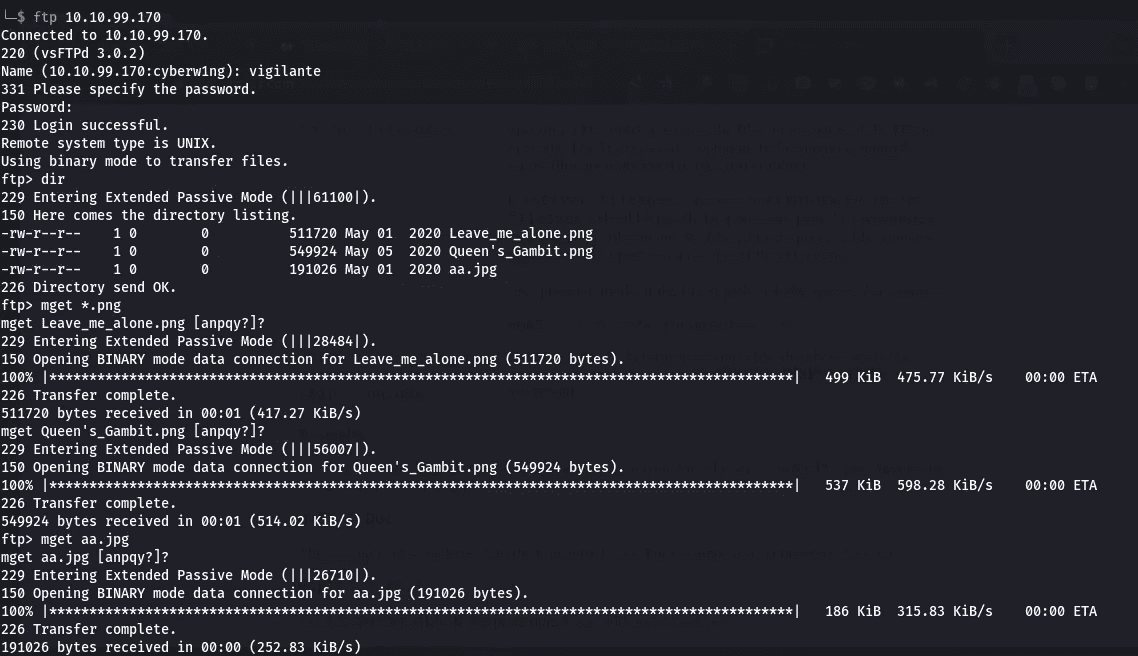 └─$ ftp 10.10.99.170
Connected to 10.10.99.170.
220 (vsFTPd 3.0.2)
Name (10.10.99.170:cyberw1ng): vigilante
331 Please specify the password.
Password:
230 Login successful.
Remote system type is UNIX.
Using binary mode to transfer files.
ftp> dir
229 Entering Extended Passive Mode (|||61100|).
150 Here comes the directory listing.
-rw-r--r--    1 0        0          511720 May 01  2020 Leave_me_alone.png
-rw-r--r--    1 0        0          549924 May 05  2020 Queen's_Gambit.png
-rw-r--r--    1 0        0          191026 May 01  2020 aa.jpg
226 Directory send OK.
ftp> mget *.png
mget Leave_me_alone.png [anpqy?]?
229 Entering Extended Passive Mode (|||28484|).
150 Opening BINARY mode data connection for Leave_me_alone.png (511720 bytes).
100% |*********************************************************************************************|   499 KiB  475.77 KiB/s    00:00 ETA
226 Transfer complete.
511720 bytes received in 00:01 (417.27 KiB/s)
mget Queen's_Gambit.png [anpqy?]?
229 Entering Extended Passive Mode (|||56007|).
150 Opening BINARY mode data connection for Queen's_Gambit.png (549924 bytes).
100% |*********************************************************************************************|   537 KiB  598.28 KiB/s    00:00 ETA
226 Transfer complete.
549924 bytes received in 00:01 (514.02 KiB/s)
ftp> mget aa.jpg
mget aa.jpg [anpqy?]?
229 Entering Extended Passive Mode (|||26710|).
150 Opening BINARY mode data connection for aa.jpg (191026 bytes).
100% |*********************************************************************************************|   186 KiB  315.83 KiB/s    00:00 ETA
226 Transfer complete.
191026 bytes received in 00:00 (252.83 KiB/s)